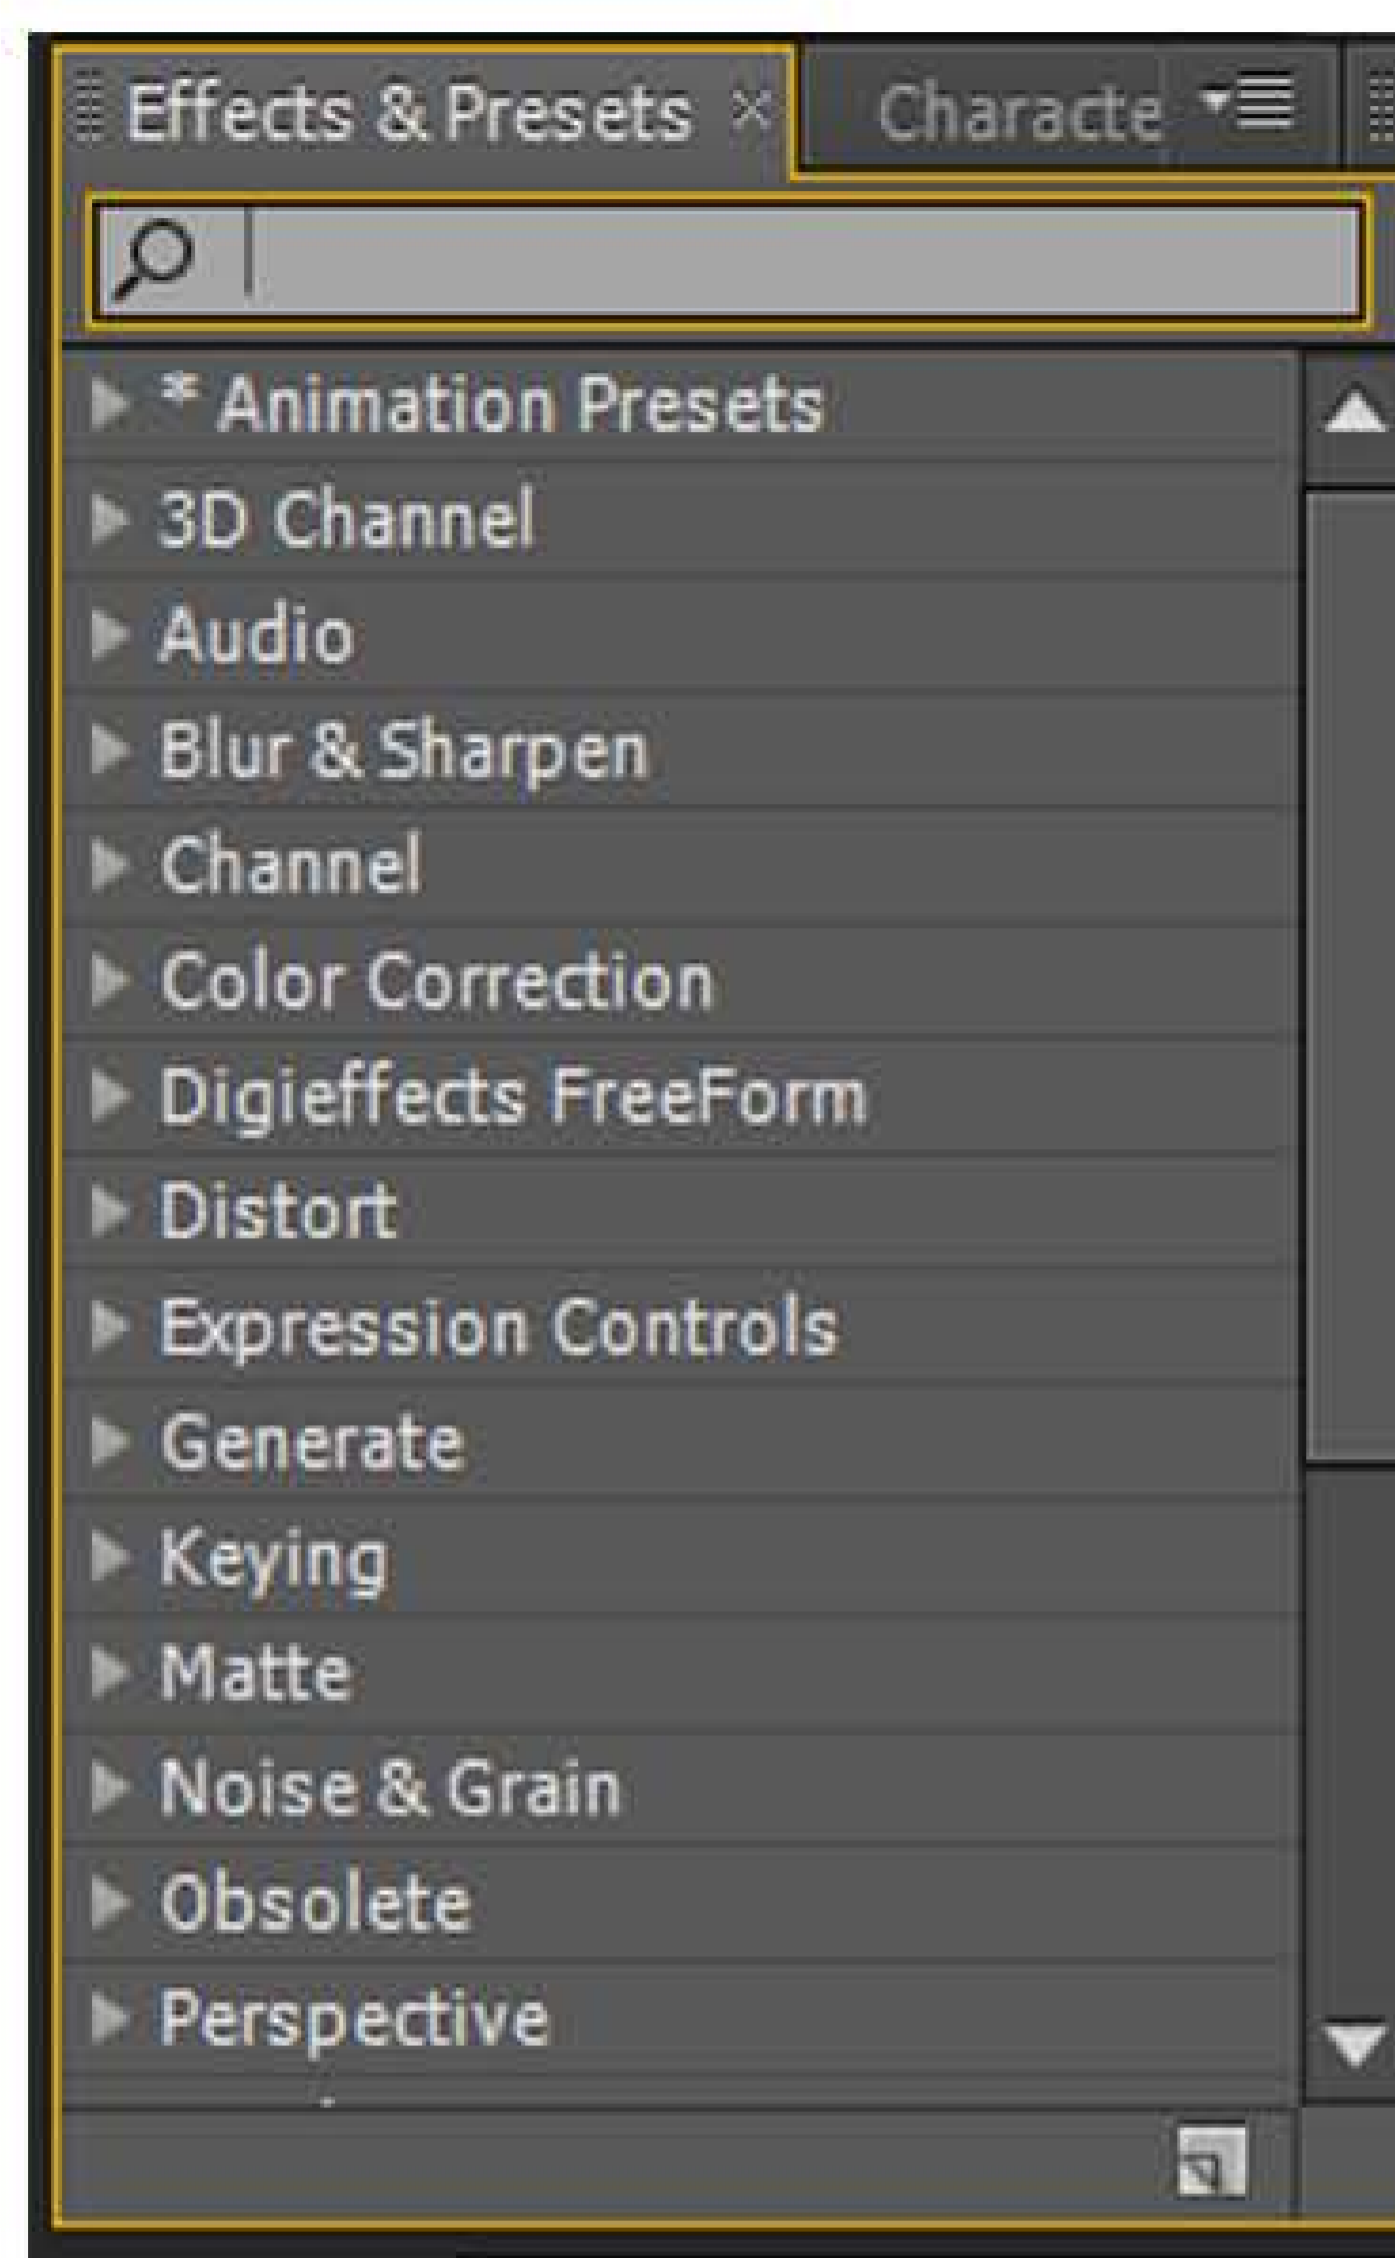 Effects & Presets × Characte
* Animation Presets
3D Channel
Audio
Blur & Sharpen
Channel
Color Correction
Digieffects FreeForm
Distort
Expression Controls
Generate
Keying
Matte
Noise & Grain
Obsolete
Perspective